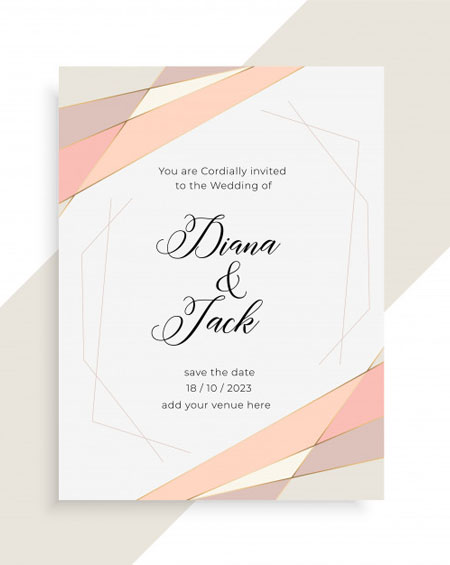 You are Cordially invited
to the Wedding of
Diana
&
Jack
save the date
18 / 10 / 2023
add your venue here